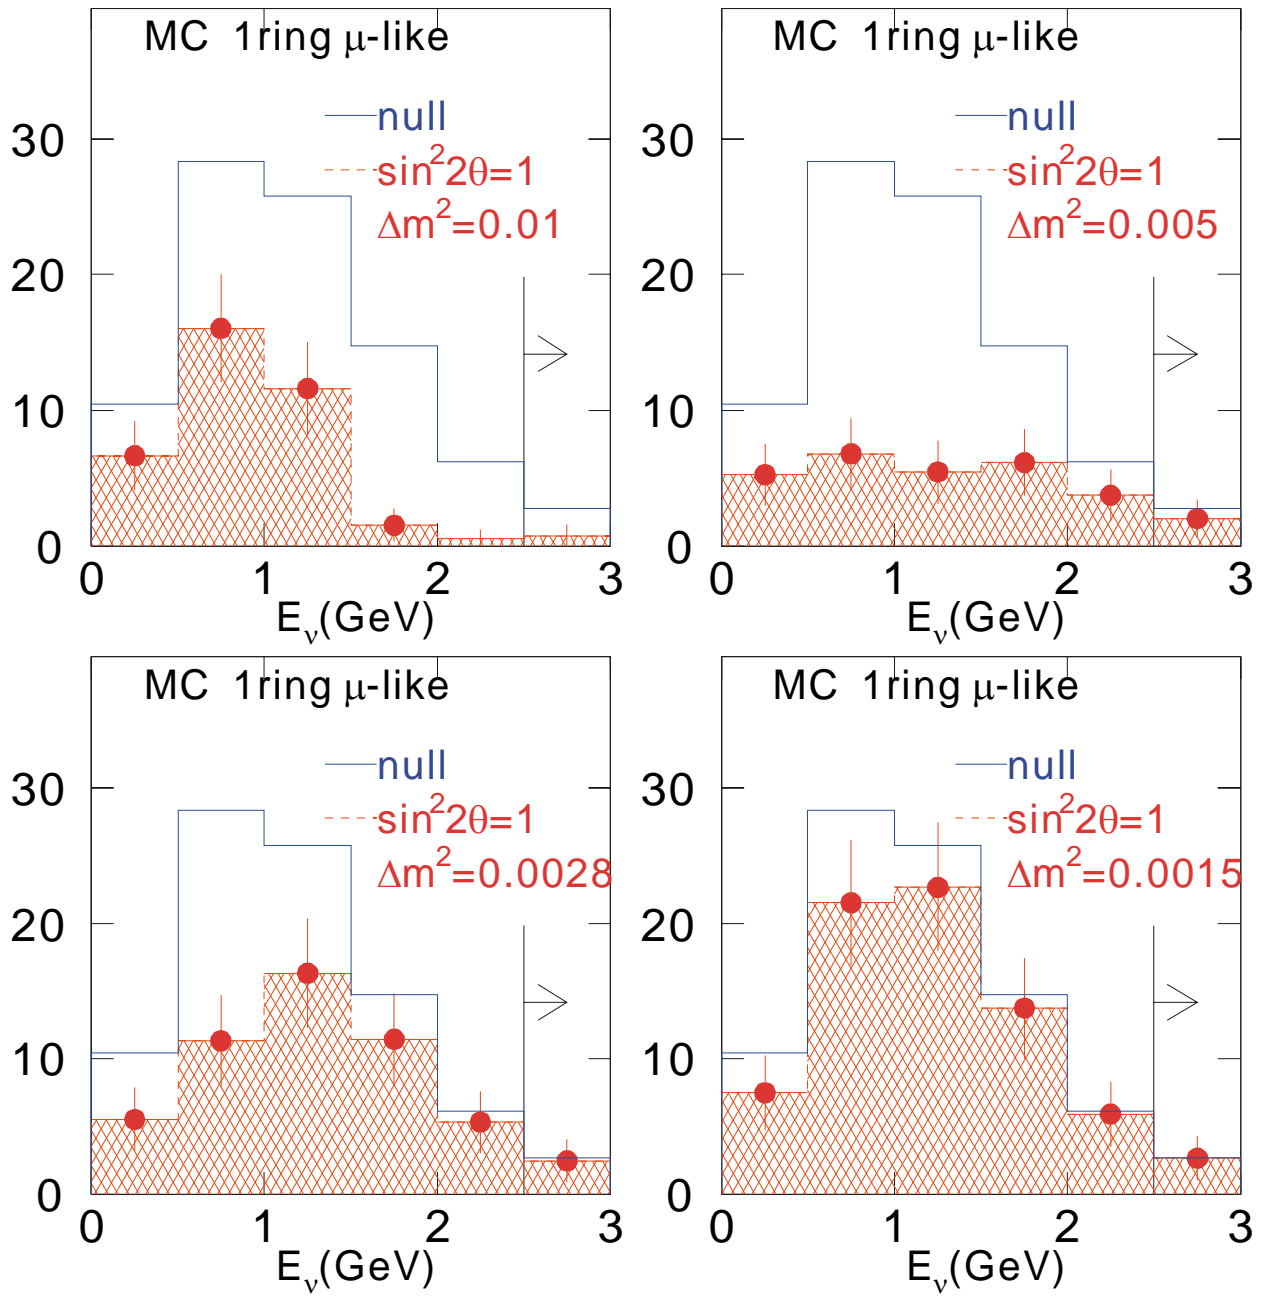 MC 1ring μ-like
null
sin²2θ=1
Δm²=0.01
30
20
10
0
0 1 2 3
Eν(GeV)
MC 1ring μ-like
null
sin²2θ=1
Δm²=0.005
30
20
10
0
0 1 2 3
Eν(GeV)
MC 1ring μ-like
null
sin²2θ=1
Δm²=0.0028
30
20
10
0
0 1 2 3
Eν(GeV)
MC 1ring μ-like
null
sin²2θ=1
Δm²=0.0015
30
20
10
0
0 1 2 3
Eν(GeV)